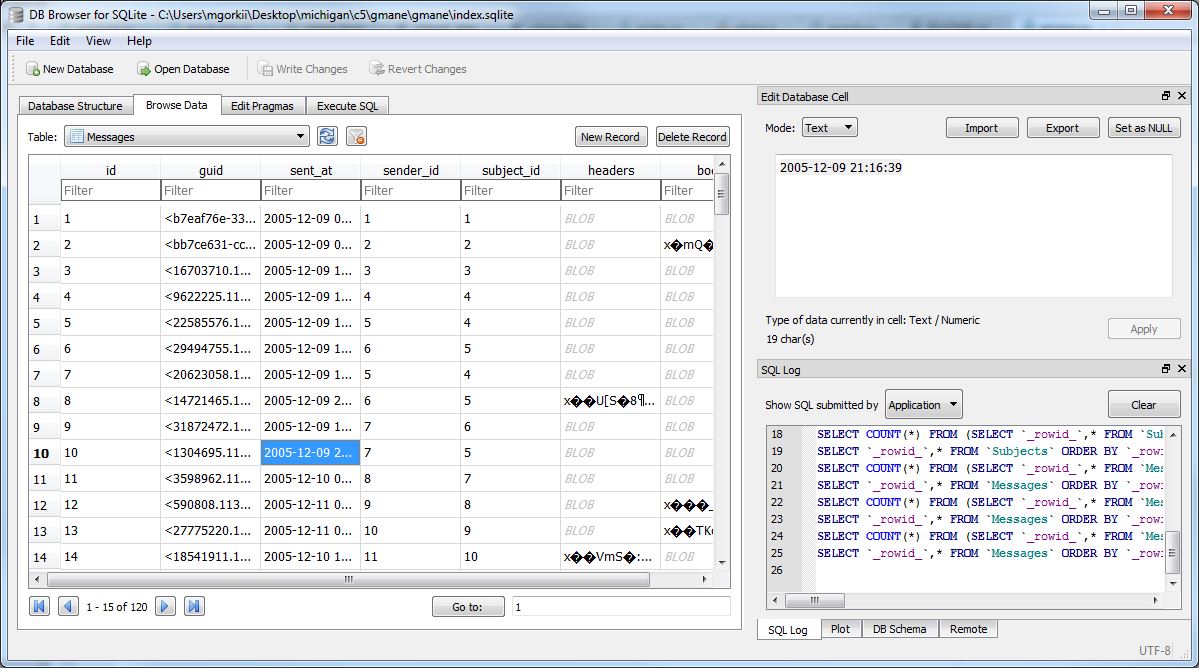 DB Browser for SQLite - C:\Users\mgorkii\Desktop\michigan\c5\gmane\gmane\index.sqlite
File Edit View Help
New Database Open Database Write Changes Revert Changes
Database Structure Browse Data Edit Pragmas Execute SQL
Table: Messages New Record Delete Record
id guid sent_at sender_id subject_id headers
Filter Filter Filter Filter Filter Filter Filter
1 1 <b7eaf76e-33... 2005-12-09 0... 1 1 BLOB BLOB
2 2 <bb7ce631-cc... 2005-12-09 0... 2 2 BLOB x�mQ�
3 3 <16703710.1... 2005-12-09 1... 3 3 BLOB BLOB
4 4 <9622225.11... 2005-12-09 1... 4 4 BLOB BLOB
5 5 <22585576.1... 2005-12-09 1... 5 4 BLOB BLOB
6 6 <29494755.1... 2005-12-09 1... 6 5 BLOB BLOB
7 7 <20623058.1... 2005-12-09 1... 5 4 BLOB BLOB
8 8 <14721465.1... 2005-12-09 2... 6 5 x��U[S�8¶... BLOB
9 9 <31872472.1... 2005-12-09 1... 7 6 BLOB BLOB
10 10 <1304695.11... 2005-12-09 2... 7 5 BLOB BLOB
11 11 <3598962.11... 2005-12-10 0... 8 7 BLOB BLOB
12 12 <590808.113... 2005-12-11 0... 9 8 BLOB x���_
13 13 <27775220.1... 2005-12-11 0... 10 9 BLOB x��TK
14 14 <18541911.1... 2005-12-10 1... 11 10 x��VmS�:... BLOB
1 - 15 of 120 Go to: 1
Edit Database Cell
Mode: Text Import Export Set as NULL
2005-12-09 21:16:39
Type of data currently in cell: Text / Numeric
19 char(s) Apply
SQL Log
Show SQL submitted by Application Clear
18 SELECT COUNT(*) FROM (SELECT `_rowid_`,* FROM `Sub
19 SELECT `_rowid_`,* FROM `Subjects` ORDER BY `_rowi
20 SELECT COUNT(*) FROM (SELECT `_rowid_`,* FROM `Mes
21 SELECT `_rowid_`,* FROM `Messages` ORDER BY `_rowi
22 SELECT COUNT(*) FROM (SELECT `_rowid_`,* FROM `Mes
23 SELECT `_rowid_`,* FROM `Messages` ORDER BY `_rowi
24 SELECT COUNT(*) FROM (SELECT `_rowid_`,* FROM `Mes
25 SELECT `_rowid_`,* FROM `Messages` ORDER BY `_rowi
26
SQL Log Plot DB Schema Remote
UTF-8